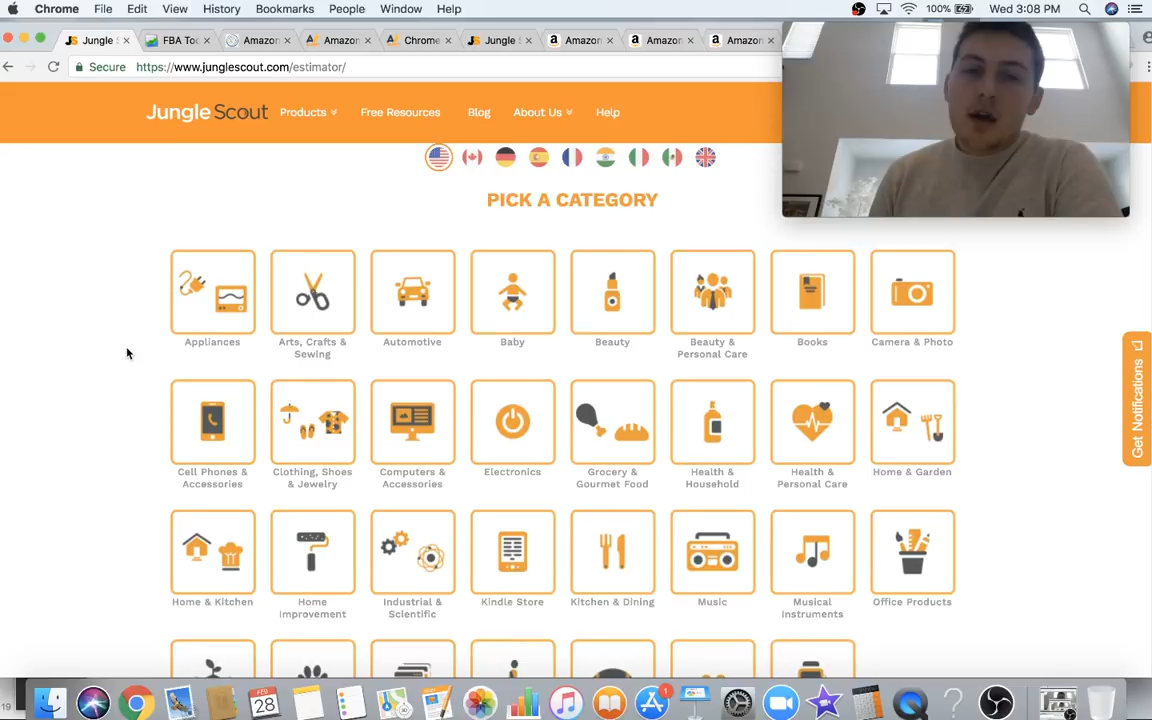 Chrome File Edit View History Bookmarks People Window Help 100% Wed 3:08 PM
Jungle S FBA Too Amazon Amazon Chrome Jungle S Amazon Amazon Amazon
Secure https://www.junglescout.com/estimator/
Jungle Scout Products Free Resources Blog About Us Help
PICK A CATEGORY
Appliances
Arts, Crafts &
Sewing
Automotive
Baby
Beauty
Beauty &
Personal Care
Books
Camera & Photo
Cell Phones &
Accessories
Clothing, Shoes
& Jewelry
Computers &
Accessories
Electronics
Grocery &
Gourmet Food
Health &
Household
Health &
Personal Care
Home & Garden
Home & Kitchen
Home
Improvement
Industrial &
Scientific
Kindle Store
Kitchen & Dining
Music
Musical
Instruments
Office Products
Get Notifications
19
FEB
28
1
?